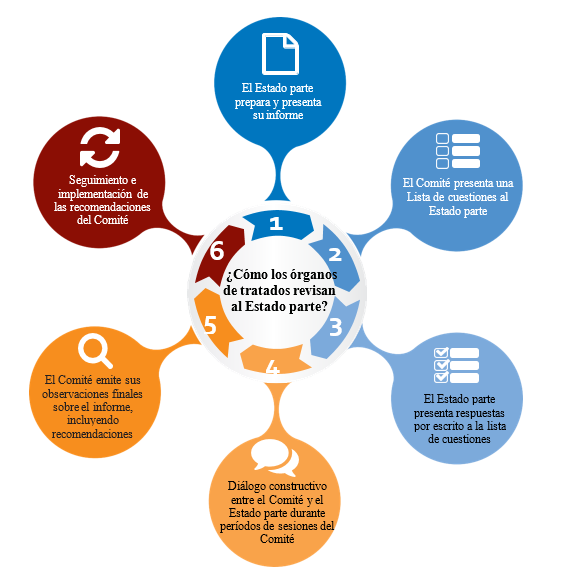 ¿Cómo los órganos
de tratados revisan
al Estado parte?
1
El Estado parte
prepara y presenta
su informe
2
El Comité presenta una
Lista de cuestiones al
Estado parte
3
El Estado parte
presenta respuestas
por escrito a la lista
de cuestiones
4
Diálogo constructivo
entre el Comité y el
Estado parte durante
períodos de sesiones del
Comité
5
El Comité emite sus
observaciones finales
sobre el informe,
incluyendo
recomendaciones
6
Seguimiento e
implementación de
las recomendaciones
del Comité